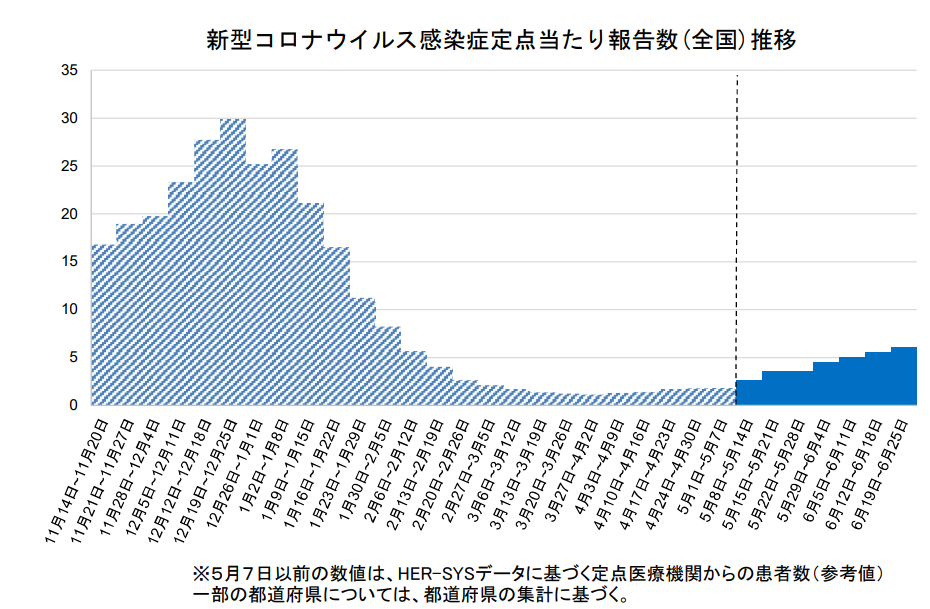 新型コロナウイルス感染症定点当たり報告数（全国）推移
35
30
25
20
15
10
5
0
11月14日~11月20日
11月21日~11月27日
11月28日~12月4日
12月5日~12月11日
12月12日~12月18日
12月19日~12月25日
12月26日~1月1日
1月2日~1月8日
1月9日~1月15日
1月16日~1月22日
1月23日~1月29日
1月30日~2月5日
2月6日~2月12日
2月13日~2月19日
2月20日~2月26日
2月27日~3月5日
3月6日~3月12日
3月13日~3月19日
3月20日~3月26日
3月27日~4月2日
4月3日~4月9日
4月10日~4月16日
4月17日~4月23日
4月24日~4月30日
5月1日~5月7日
5月8日~5月14日
5月15日~5月21日
5月22日~5月28日
5月29日~6月4日
6月5日~6月11日
6月12日~6月18日
6月19日~6月25日
※５月７日以前の数値は、HER-SYSデータに基づく定点医療機関からの患者数（参考値）
一部の都道府県については、都道府県の集計に基づく。